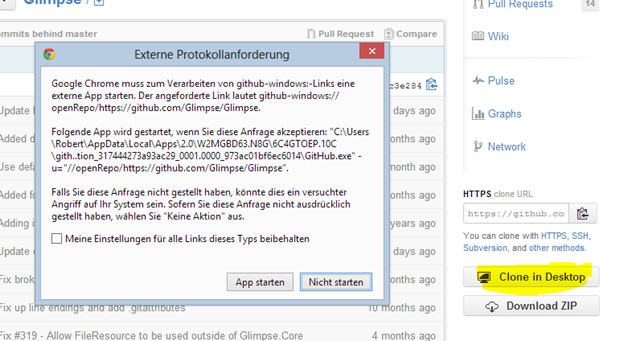 Glimpse /
ommits behind master
Pull Request
Compare
c3e284
Update
days ago
Added d
days ago
Use defa
ago
Added fo
ago
Adding i
years ago
Update
days ago
Fix brok
months ago
Fix up line endings and add .gitattributes
10 months ago
Fix #319 - Allow FileResource to be used outside of Glimpse.Core
4 months ago
Externe Protokollanforderung
Google Chrome muss zum Verarbeiten von github-windows:-Links eine
externe App starten. Der angeforderte Link lautet github-windows://
openRepo/https://github.com/Glimpse/Glimpse.
Folgende App wird gestartet, wenn Sie diese Anfrage akzeptieren: "C:\Users
\Robert\AppData\Local\Apps\2.0\W2MGBD63.N8G\6C4GTOEP.10C
\gith..tion_317444273a93ac29_0001.0000_973ac01bf6ec6014\GitHub.exe" -
u="//openRepo/https://github.com/Glimpse/Glimpse".
Falls Sie diese Anfrage nicht gestellt haben, könnte dies ein versuchter
Angriff auf Ihr System sein. Sofern Sie diese Anfrage nicht ausdrücklich
gestellt haben, wählen Sie "Keine Aktion" aus.
Meine Einstellungen für alle Links dieses Typs beibehalten
App starten
Nicht starten
Pull Requests
14
Wiki
Pulse
Graphs
Network
HTTPS clone URL
https://github.co
You can clone with HTTPS, SSH,
Subversion, and other methods.
Clone in Desktop
Download ZIP